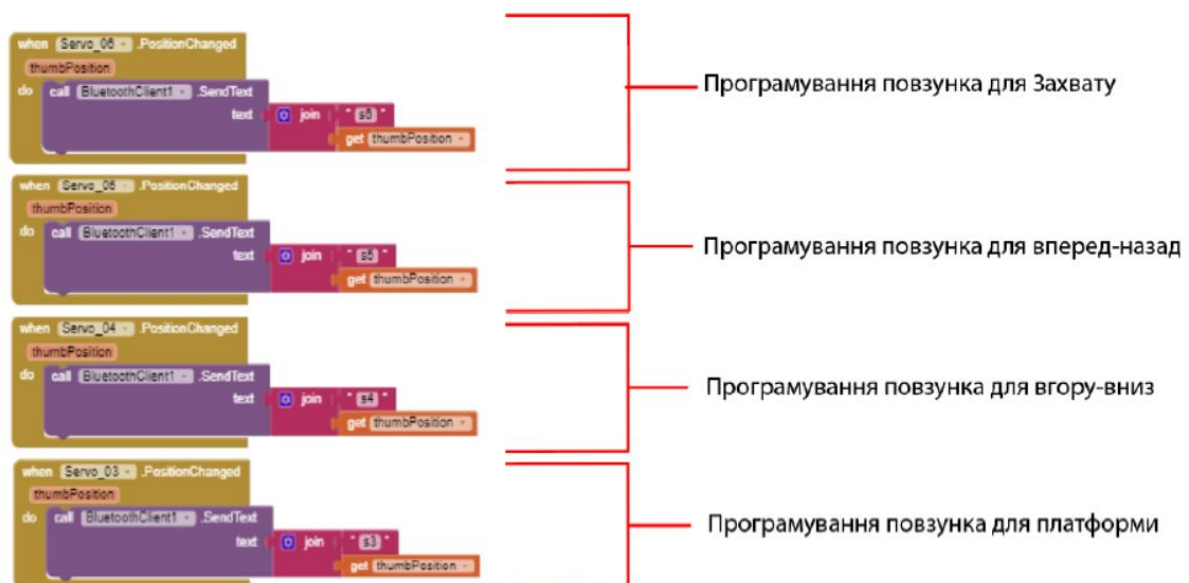 when Servo_06 .PositionChanged
thumbPosition
do call BluetoothClient1 .SendText
text join " s6 "
get thumbPosition
Програмування повзунка для Захвату
when Servo_05 .PositionChanged
thumbPosition
do call BluetoothClient1 .SendText
text join " s5 "
get thumbPosition
Програмування повзунка для вперед-назад
when Servo_04 .PositionChanged
thumbPosition
do call BluetoothClient1 .SendText
text join " s4 "
get thumbPosition
Програмування повзунка для вгору-вниз
when Servo_03 .PositionChanged
thumbPosition
do call BluetoothClient1 .SendText
text join " s3 "
get thumbPosition
Програмування повзунка для платформи